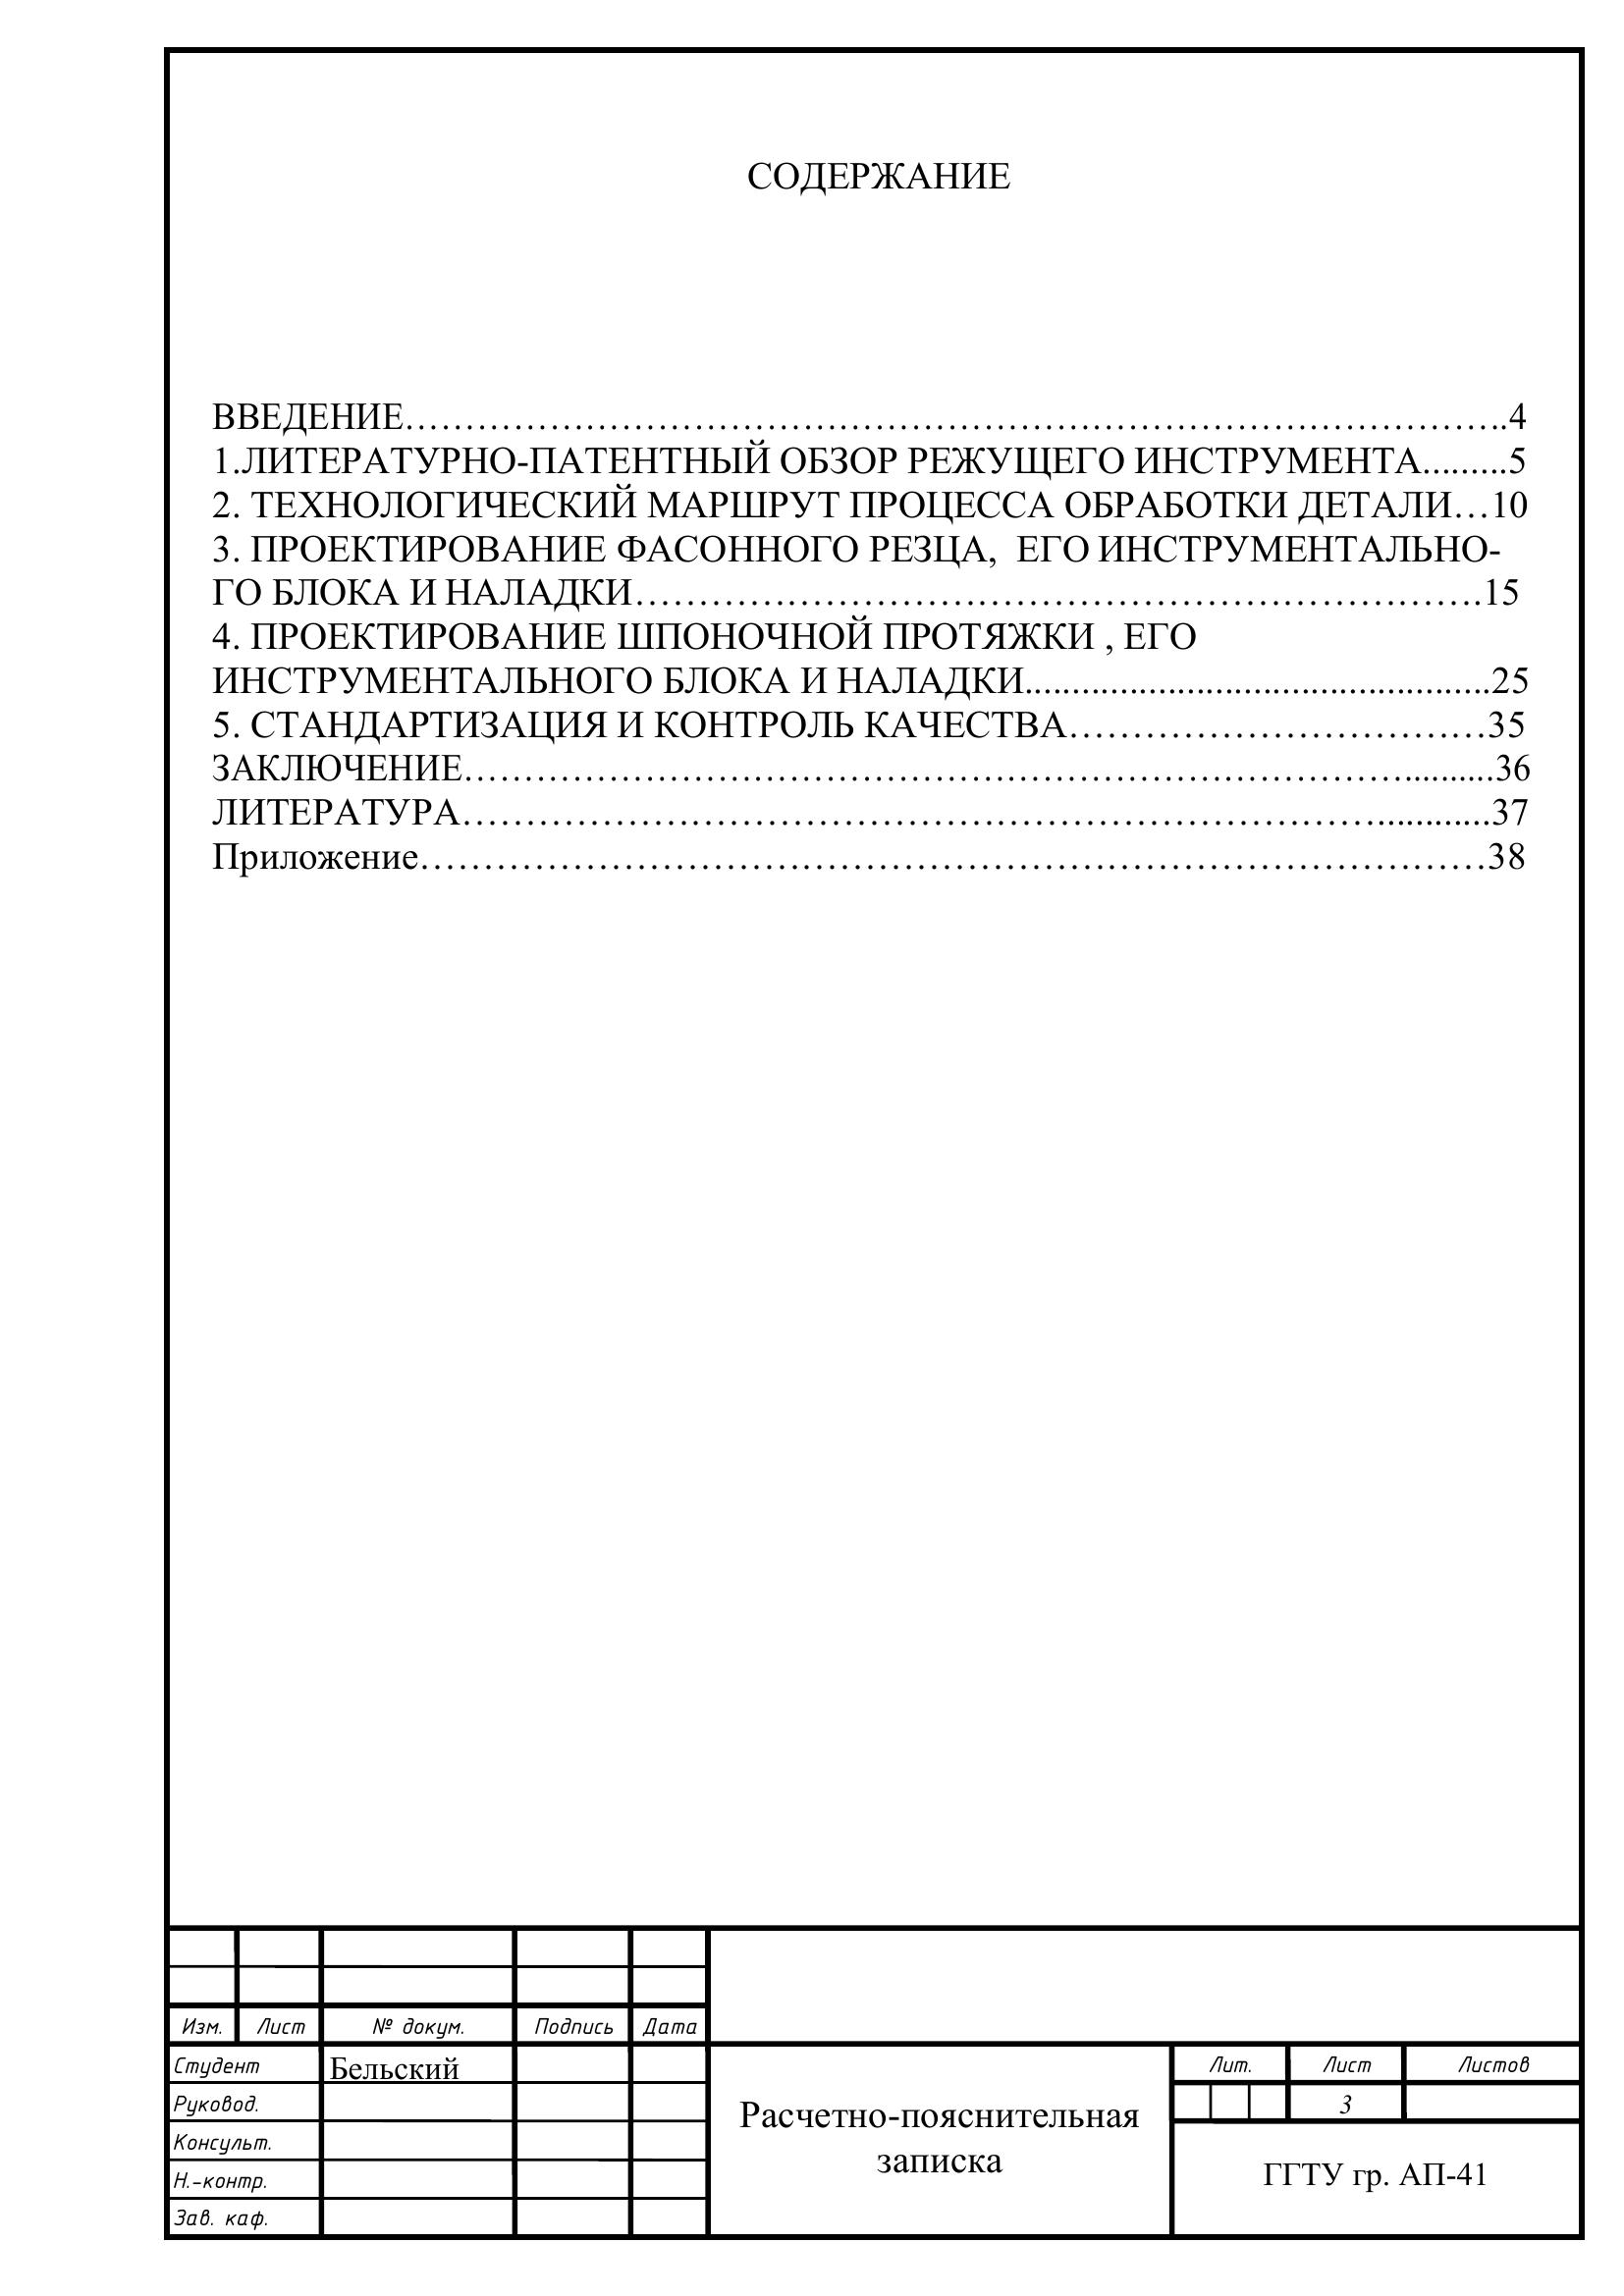 СОДЕРЖАНИЕ
ВВЕДЕНИЕ……………………………………………………………………………….4
1.ЛИТЕРАТУРНО-ПАТЕНТНЫЙ ОБЗОР РЕЖУЩЕГО ИНСТРУМЕНТА.........5
2. ТЕХНОЛОГИЧЕСКИЙ МАРШРУТ ПРОЦЕССА ОБРАБОТКИ ДЕТАЛИ…10
3. ПРОЕКТИРОВАНИЕ ФАСОННОГО РЕЗЦА,  ЕГО ИНСТРУМЕНТАЛЬНО-
ГО БЛОКА И НАЛАДКИ………….……………………………………………….15
4. ПРОЕКТИРОВАНИЕ ШПОНОЧНОЙ ПРОТЯЖКИ , ЕГО
ИНСТРУМЕНТАЛЬНОГО БЛОКА И НАЛАДКИ.................................................25
5. СТАНДАРТИЗАЦИЯ И КОНТРОЛЬ КАЧЕСТВА……………………………35
ЗАКЛЮЧЕНИЕ……………………………………………………………………..........36
ЛИТЕРАТУРА…………………………………………………………………............37
Приложение……………………………………………………………………………38
Изм. Лист № докум. Подпись Дата
Студент Бельский
Руковод.
Консульт.
Н.-контр.
Зав. каф.
Расчетно-пояснительная
записка
Лит. Лист Листов
3
ГГТУ гр. АП-41